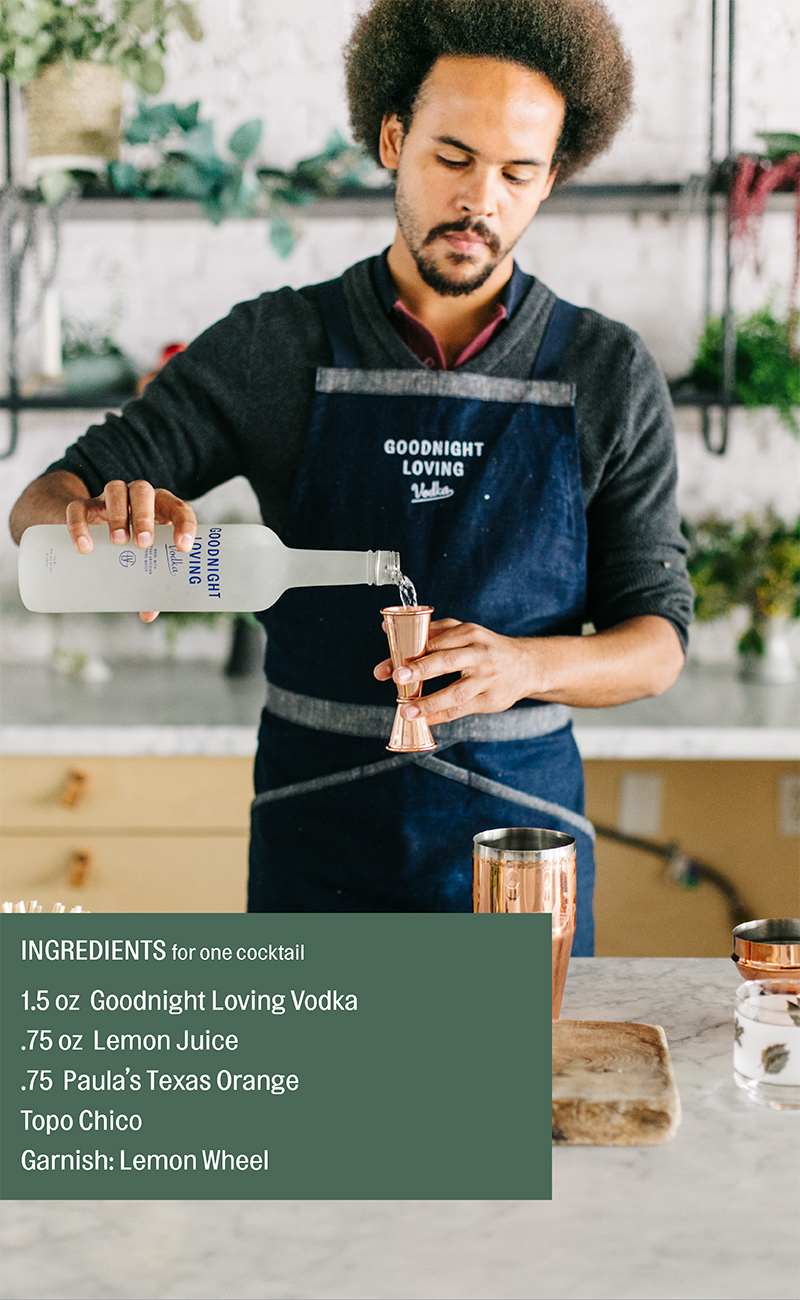 GOODNIGHT
LOVING
Vodka
GOODNIGHT
LOVING
Vodka
INGREDIENTS for one cocktail
1.5 oz Goodnight Loving Vodka
.75 oz Lemon Juice
.75 Paula's Texas Orange
Topo Chico
Garnish: Lemon Wheel